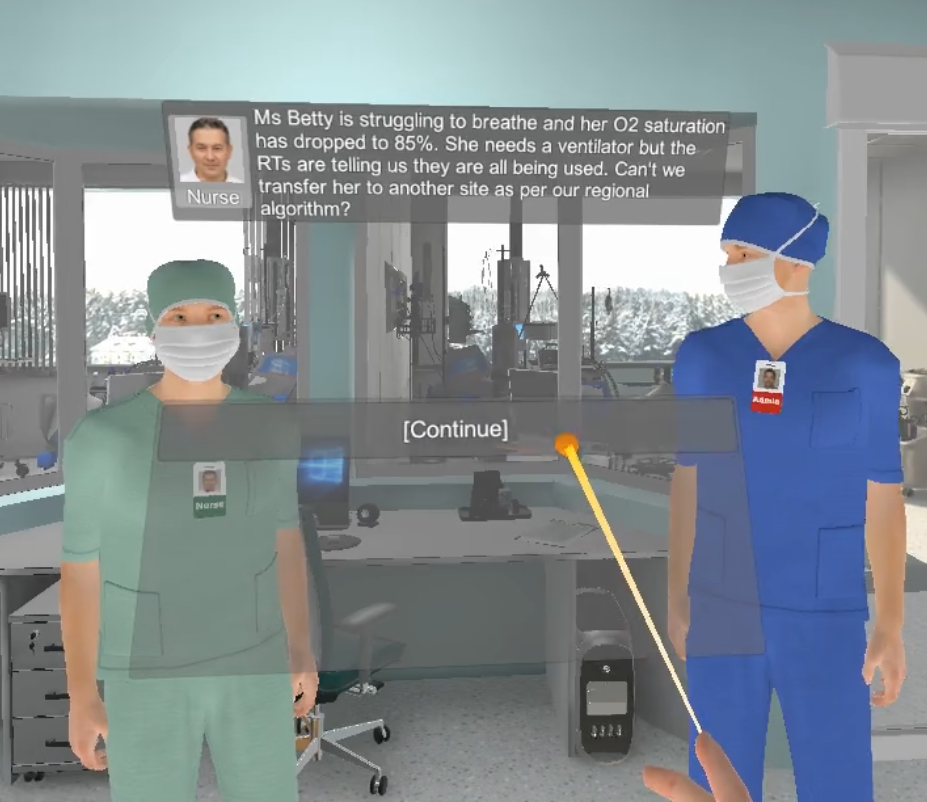 Ms Betty is struggling to breathe and her O2 saturation
has dropped to 85%. She needs a ventilator but the
RTs are telling us they are all being used. Can't we
transfer her to another site as per our regional
algorithm?
Nurse
[Continue]
Admin
Nurse